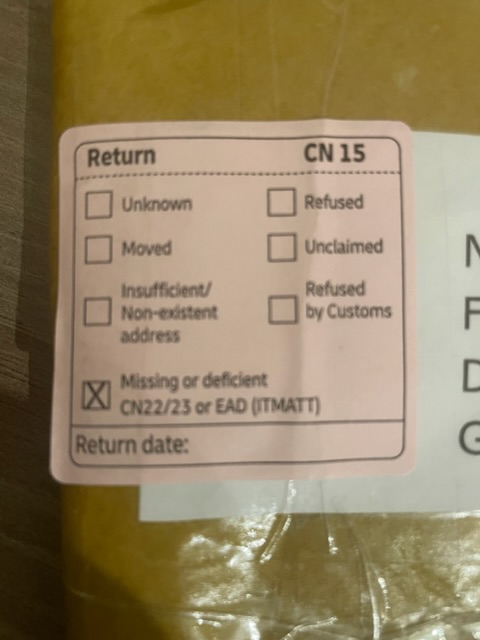 Return CN 15
Unknown Refused
Moved Unclaimed
Insufficient/ Refused
Non-existent by Customs
address
Missing or deficient
CN22/23 or EAD (ITMATT)
Return date:
N
F
D
G